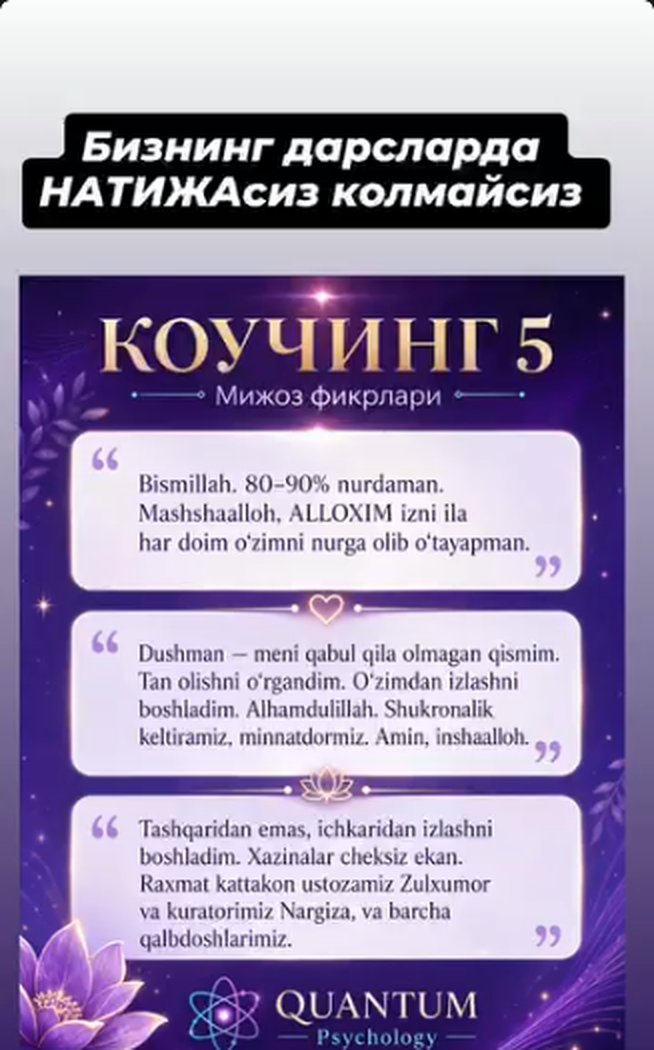 Бизнинг дарсларда
НАТИЖАсиз колмайсиз
КОУЧИНГ 5
Мижоз фикрлари
“
Bismillah. 80–90% nurdaman.
Mashshaalloh, ALLOXIM izni ila
har doim o‘zimni nurga olib o‘tayapman.
”
“
Dushman – meni qabul qila olmagan qismim.
Tan olishni o‘rgandim. O‘zimdan izlashni
boshladim. Alhamdulillah. Shukronalik
keltiramiz, minnatdormiz. Amin, inshaalloh.
”
“
Tashqaridan emas, ichkaridan izlashni
boshladim. Xazinalar cheksiz ekan.
Raxmat kattakon ustozamiz Zulxumor
va kuratorimiz Nargiza, va barcha
qalbdoshlarimiz.
”
QUANTUM
Psychology